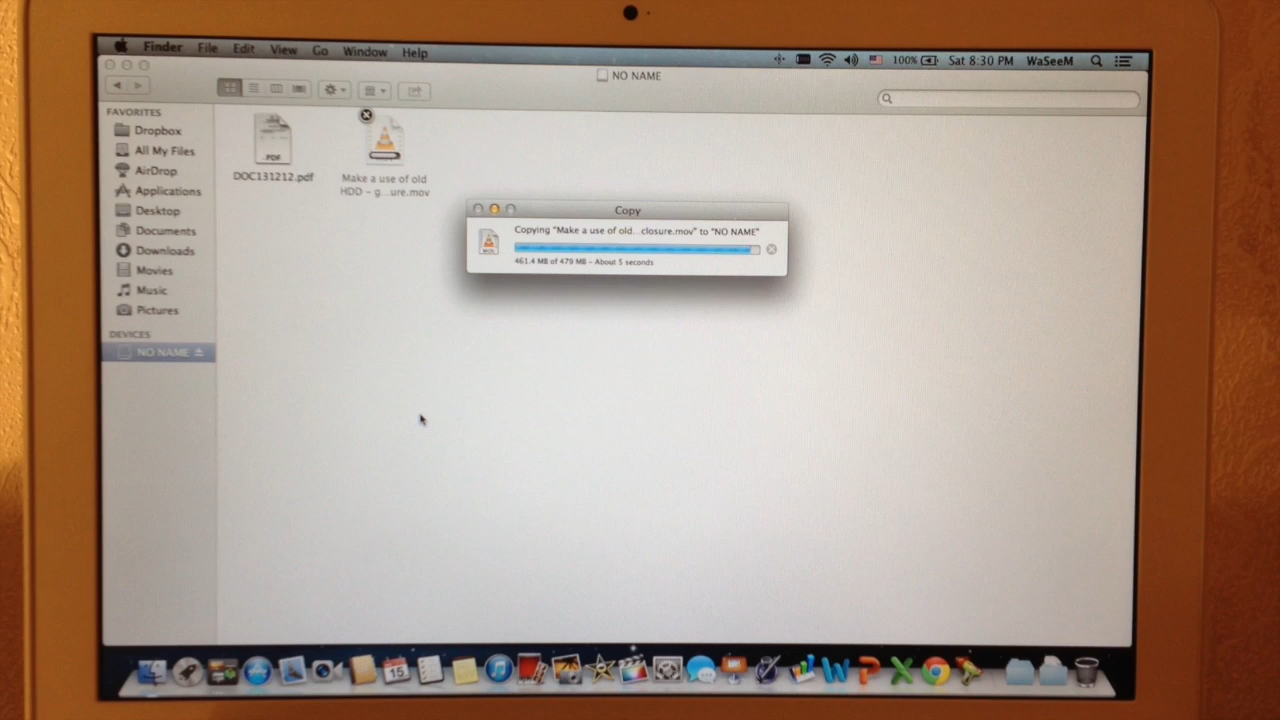 Finder File Edit View Go Window Help
100% Sat 8:30 PM WaSeeM
NO NAME
FAVORITES
Dropbox
All My Files
AirDrop
Applications
Desktop
Documents
Downloads
Movies
Music
Pictures
DEVICES
NO NAME
PDF
DOC131212.pdf
Make a use of old
HDD - g...ure.mov
Copy
Copying "Make a use of old...closure.mov" to "NO NAME"
MOV
461.4 MB of 479 MB - About 5 seconds
15
W P X